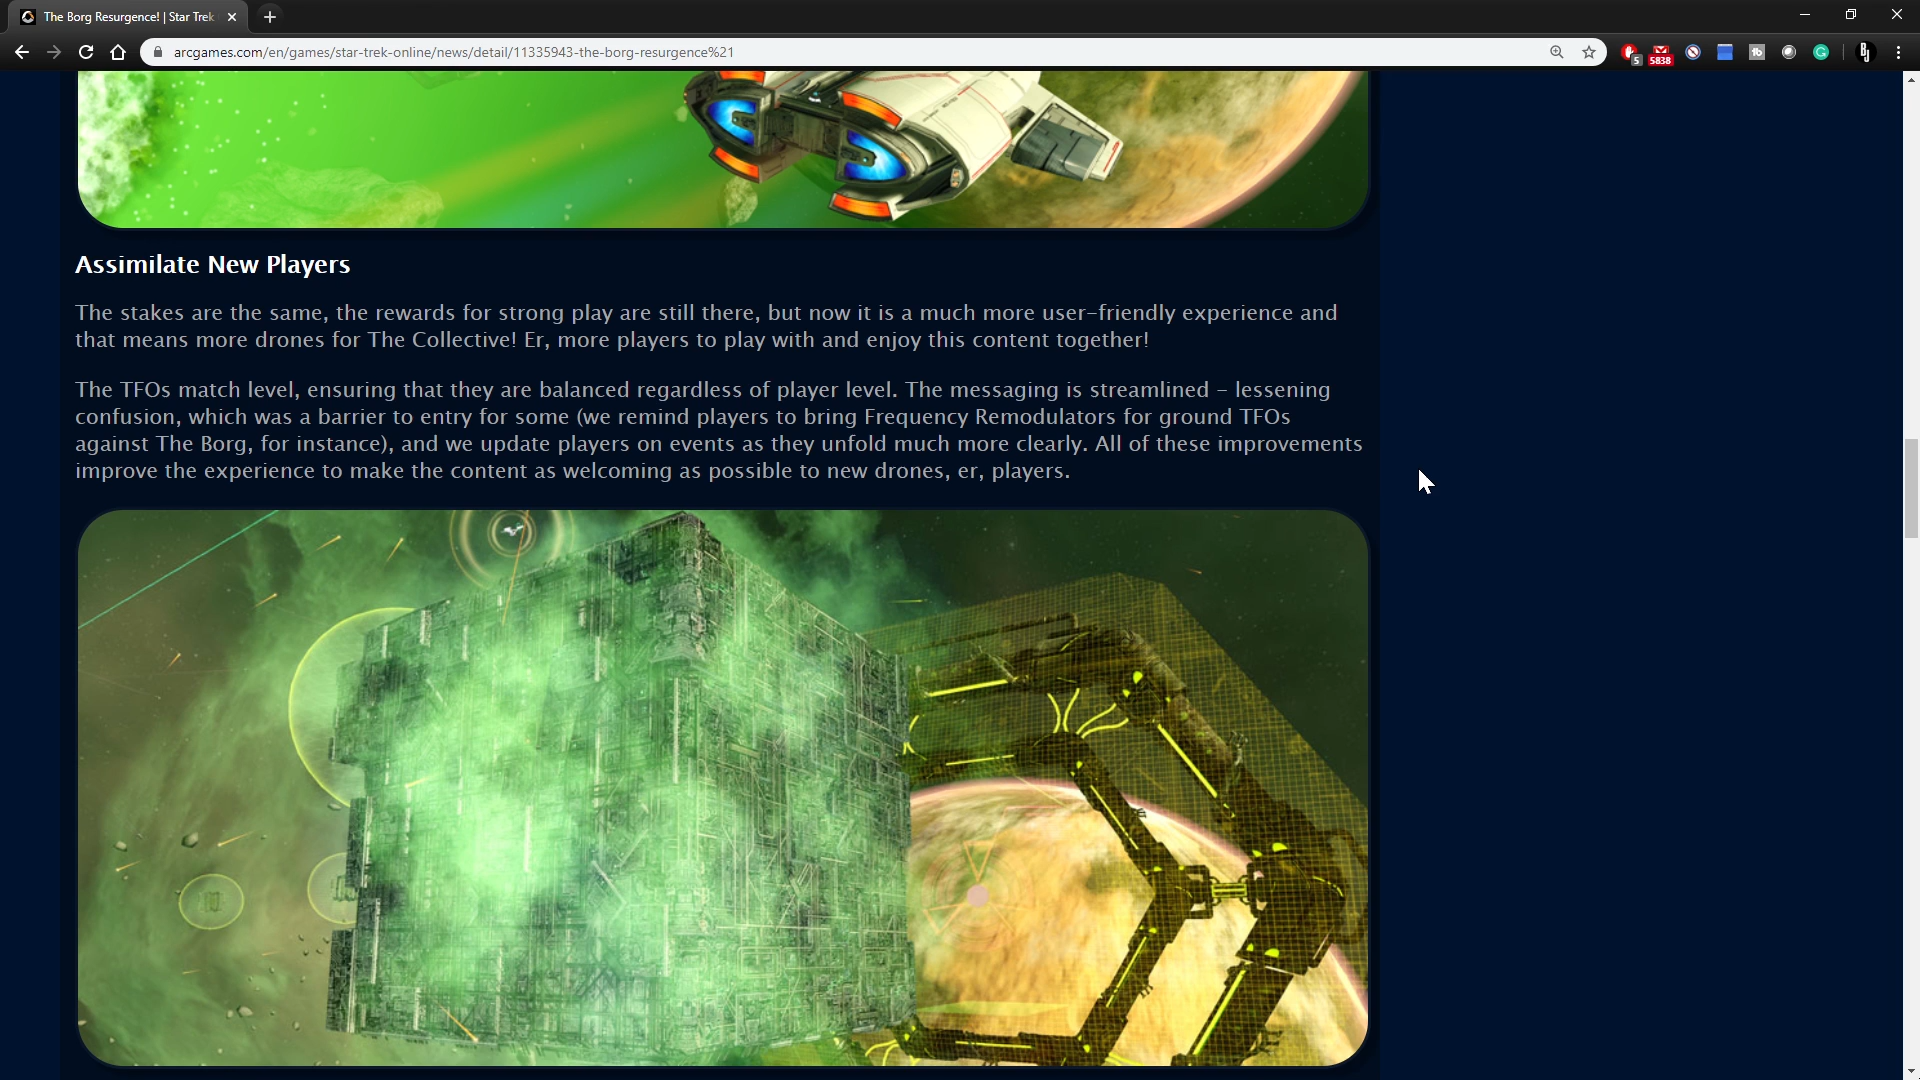 The Borg Resurgence! | Star Trek
arcgames.com/en/games/star-trek-online/news/detail/11335943-the-borg-resurgence%21
5
5838
Assimilate New Players
The stakes are the same, the rewards for strong play are still there, but now it is a much more user-friendly experience and
that means more drones for The Collective! Er, more players to play with and enjoy this content together!
The TFOs match level, ensuring that they are balanced regardless of player level. The messaging is streamlined - lessening
confusion, which was a barrier to entry for some (we remind players to bring Frequency Remodulators for ground TFOs
against The Borg, for instance), and we update players on events as they unfold much more clearly. All of these improvements
improve the experience to make the content as welcoming as possible to new drones, er, players.